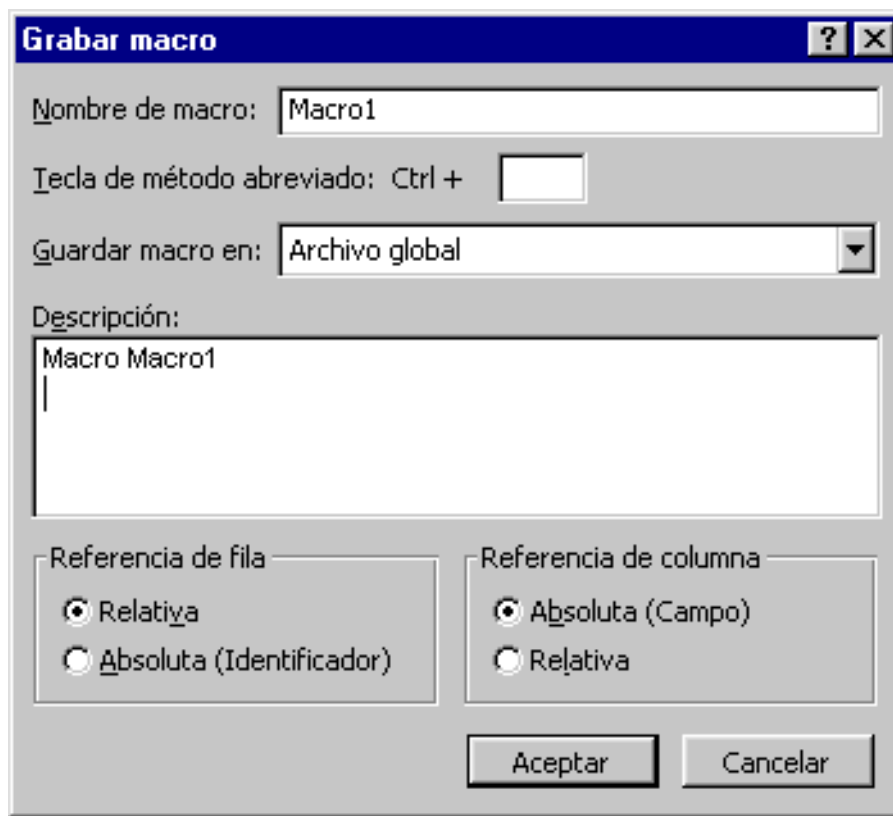 Grabar macro
Nombre de macro: Macro1
Tecla de método abreviado: Ctrl +
Guardar macro en: Archivo global
Descripción:
Macro Macro1
Referencia de fila
Relativa
Absoluta (Identificador)
Referencia de columna
Absoluta (Campo)
Relativa
Aceptar Cancelar